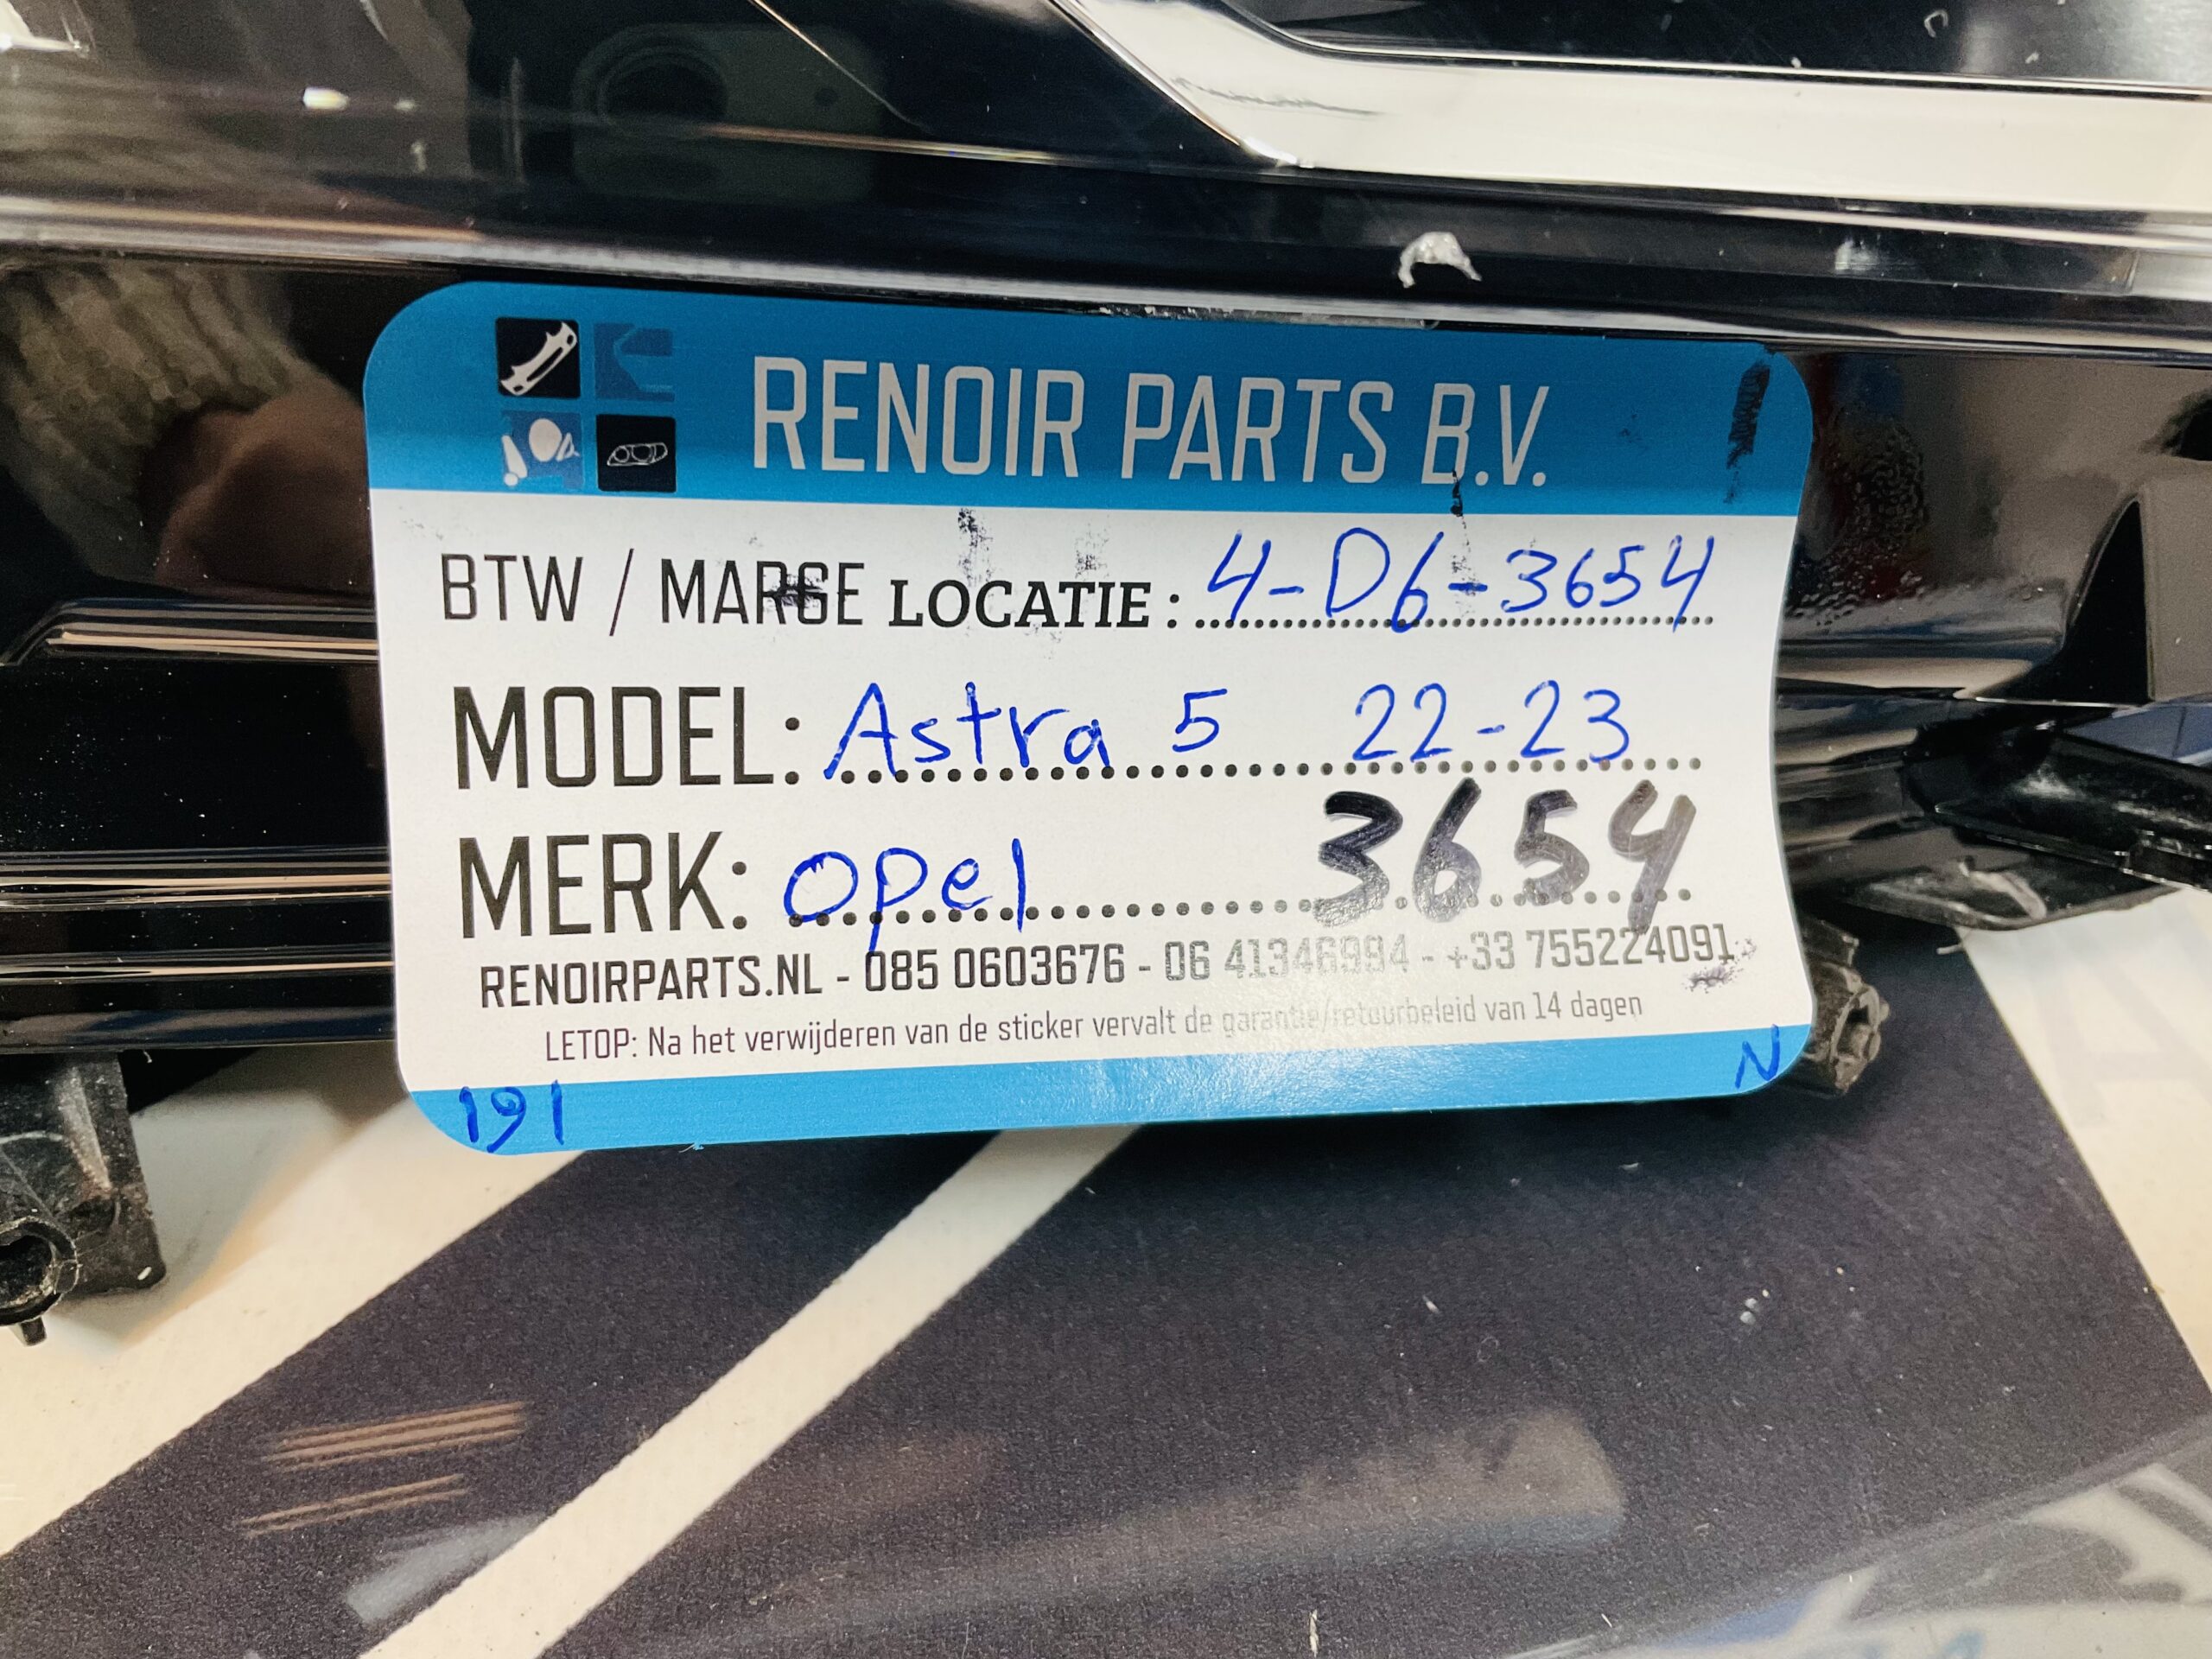 RENOIR PARTS B.V.
BTW / MARGE LOCATIE: 4-D6-3654
MODEL: Astra 5 22-23
3654
MERK: opel
RENOIRPARTS.NL - 085 0603676 - 06 41346994 - +33 755224091
LETOP: Na het verwijderen van de sticker vervalt de garantie/retourbeleid van 14 dagen
191 N